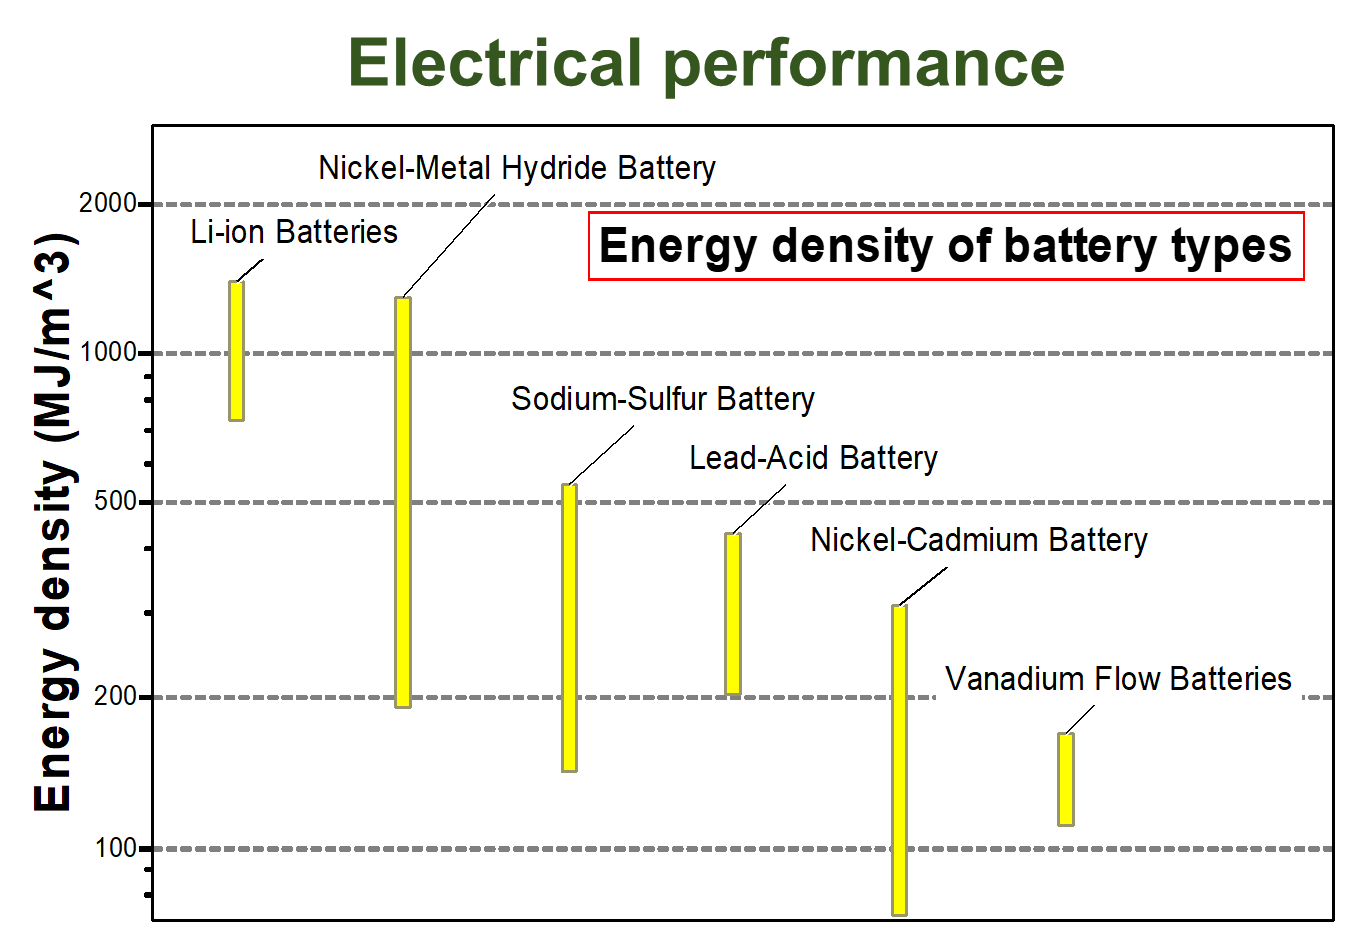 Electrical performance
Nickel-Metal Hydride Battery
2000
Li-ion Batteries
Energy density of battery types
Energy density (MJ/m^3)
1000
Sodium-Sulfur Battery
Lead-Acid Battery
500
Nickel-Cadmium Battery
Vanadium Flow Batteries
200
100